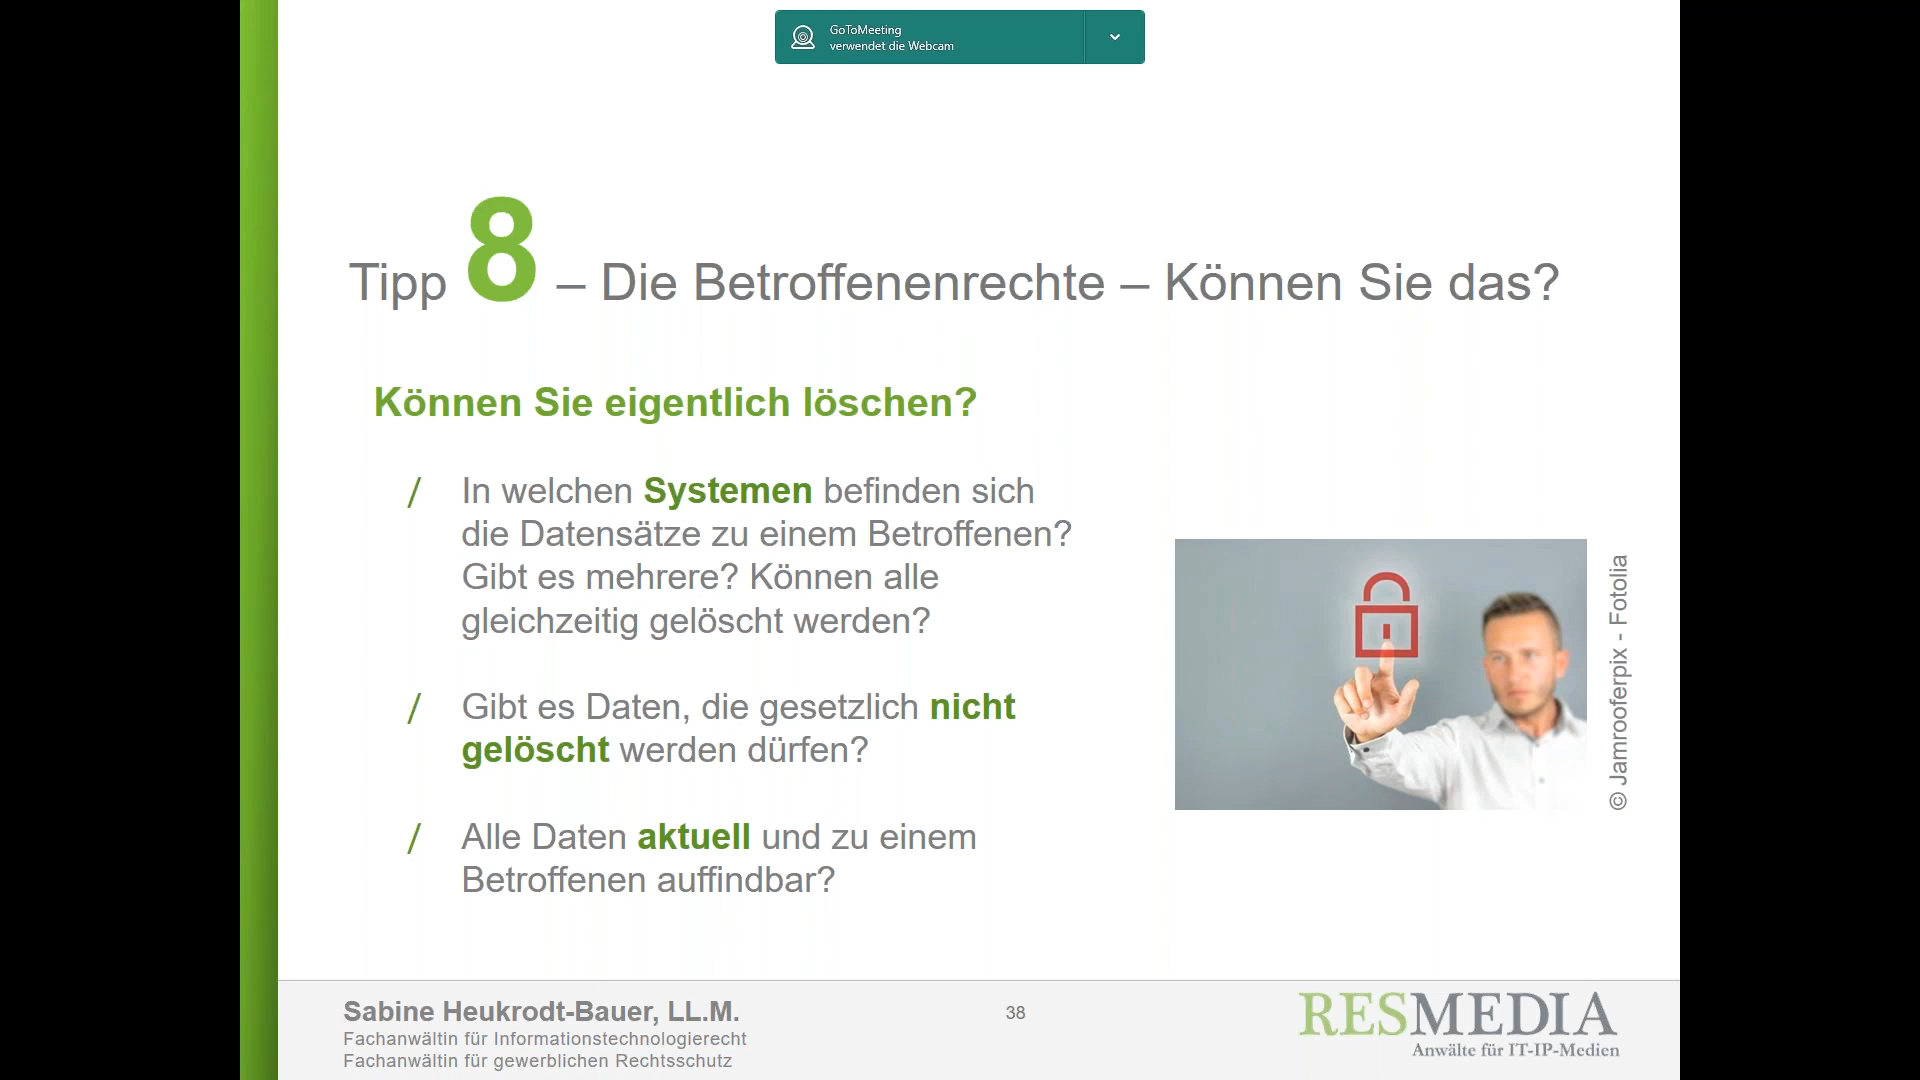 GoToMeeting
verwendet die Webcam
Tipp 8 – Die Betroffenenrechte – Können Sie das?
Können Sie eigentlich löschen?
/ In welchen Systemen befinden sich
die Datensätze zu einem Betroffenen?
Gibt es mehrere? Können alle
gleichzeitig gelöscht werden?
/ Gibt es Daten, die gesetzlich nicht
gelöscht werden dürfen?
/ Alle Daten aktuell und zu einem
Betroffenen auffindbar?
© Jamrooferpix - Fotolia
Sabine Heukrodt-Bauer, LL.M.
Fachanwältin für Informationstechnologierecht
Fachanwältin für gewerblichen Rechtsschutz
38
RESMEDIA
Anwälte für IT-IP-Medien